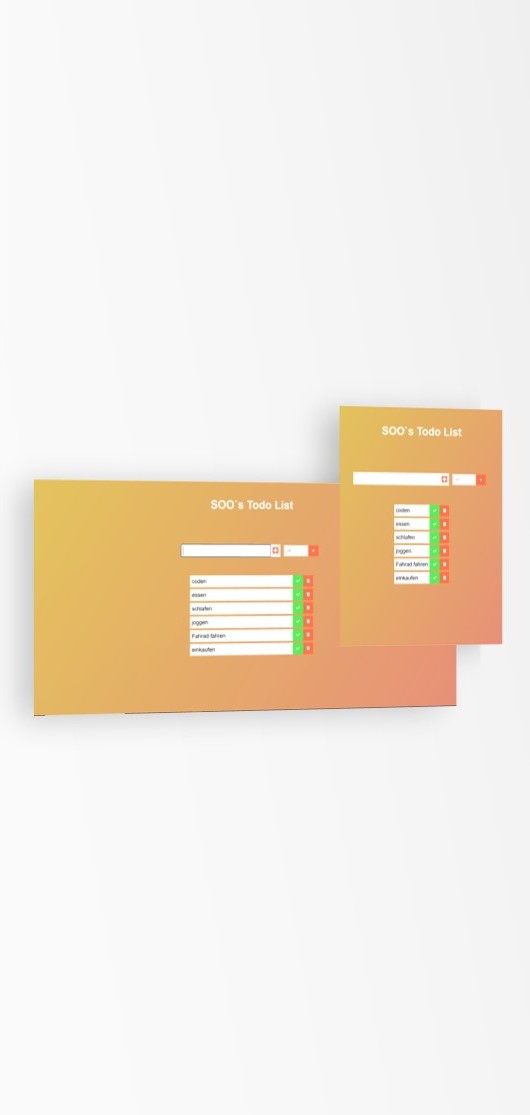 SOO`s Todo List
coden
essen
schlafen
joggen
Fahrad fahren
einkaufen
SOO`s Todo List
coden
essen
schlafen
joggen
Fahrad fahren
einkaufen